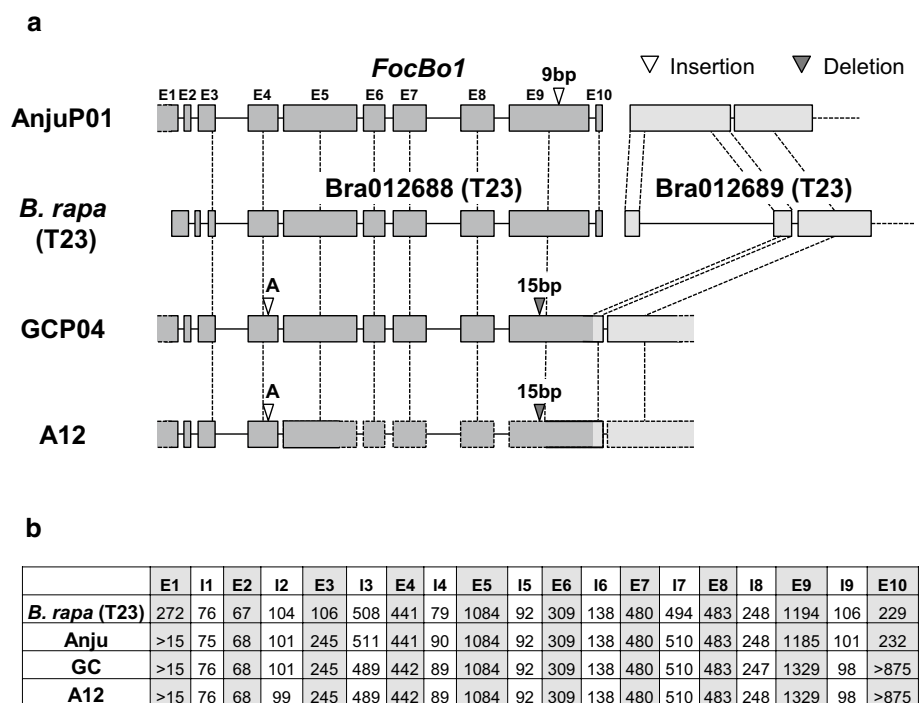 a
FocBo1
9bp
Insertion
Deletion
E1 E2 E3 E4 E5 E6 E7 E8 E9 E10
AnjuP01
Bra012688 (T23)
Bra012689 (T23)
B. rapa
(T23)
A
15bp
GCP04
A
15bp
A12
b
E1 I1 E2 I2 E3 I3 E4 I4 E5 I5 E6 I6 E7 I7 E8 I8 E9 I9 E10
B. rapa (T23) 272 76 67 104 106 508 441 79 1084 92 309 138 480 494 483 248 1194 106 229
Anju >15 75 68 101 245 511 441 90 1084 92 309 138 480 510 483 248 1185 101 232
GC >15 76 68 101 245 489 442 89 1084 92 309 138 480 510 483 247 1329 98 >875
A12 >15 76 68 99 245 489 442 89 1084 92 309 138 480 510 483 248 1329 98 >875